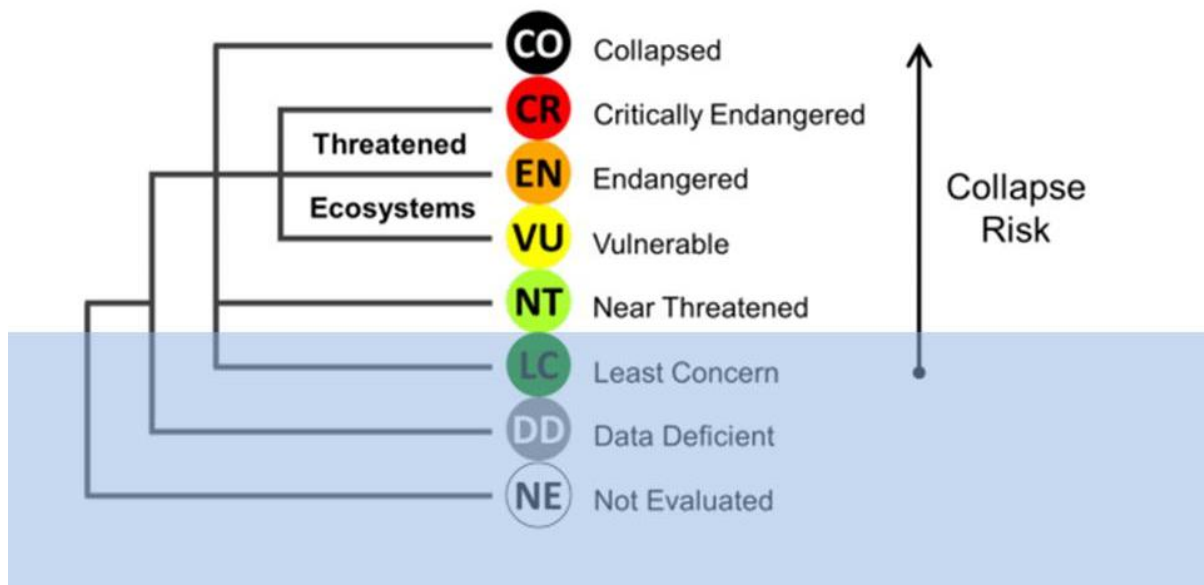 CO Collapsed
CR Critically Endangered
Threatened
EN Endangered
Ecosystems
VU Vulnerable
NT Near Threatened
LC Least Concern
DD Data Deficient
NE Not Evaluated
Collapse
Risk